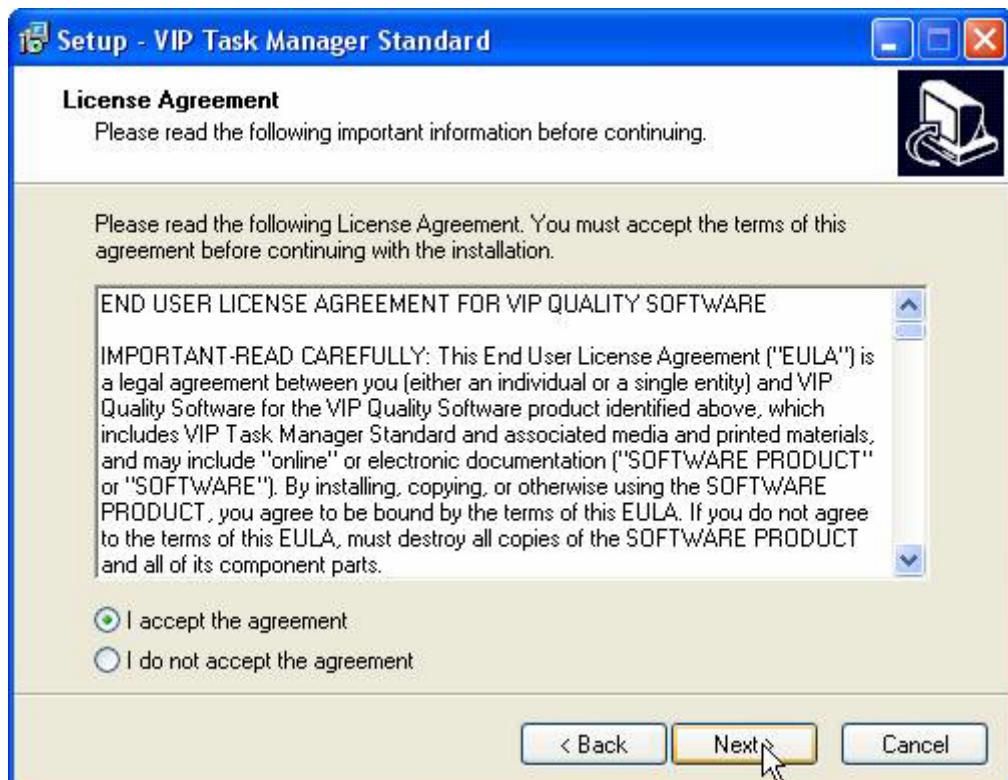 Setup - VIP Task Manager Standard
License Agreement
Please read the following important information before continuing.
Please read the following License Agreement. You must accept the terms of this
agreement before continuing with the installation.
END USER LICENSE AGREEMENT FOR VIP QUALITY SOFTWARE
IMPORTANT-READ CAREFULLY: This End User License Agreement ("EULA") is
a legal agreement between you (either an individual or a single entity) and VIP
Quality Software for the VIP Quality Software product identified above, which
includes VIP Task Manager Standard and associated media and printed materials,
and may include "online" or electronic documentation ("SOFTWARE PRODUCT"
or "SOFTWARE"). By installing, copying, or otherwise using the SOFTWARE
PRODUCT, you agree to be bound by the terms of this EULA. If you do not agree
to the terms of this EULA, must destroy all copies of the SOFTWARE PRODUCT
and all of its component parts.
I accept the agreement
I do not accept the agreement
< Back Next > Cancel